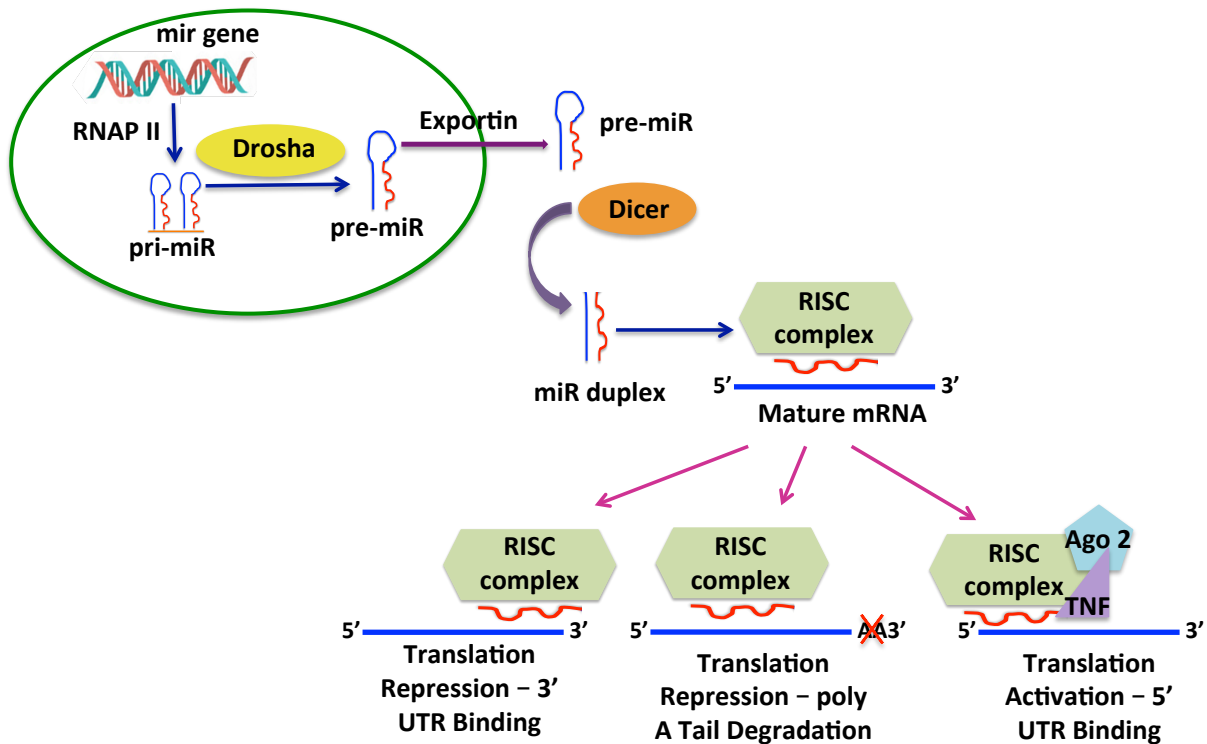 mir gene
RNAP II
Drosha
Exportin
pre-miR
pri-miR
pre-miR
Dicer
miR duplex
RISC
complex
5’ 3’
Mature mRNA
RISC
complex
5’ 3’
Translation
Repression – 3’
UTR Binding
RISC
complex
5’ AA3’
Translation
Repression – poly
A Tail Degradation
RISC
complex
Ago 2
TNF
5’ 3’
Translation
Activation – 5’
UTR Binding